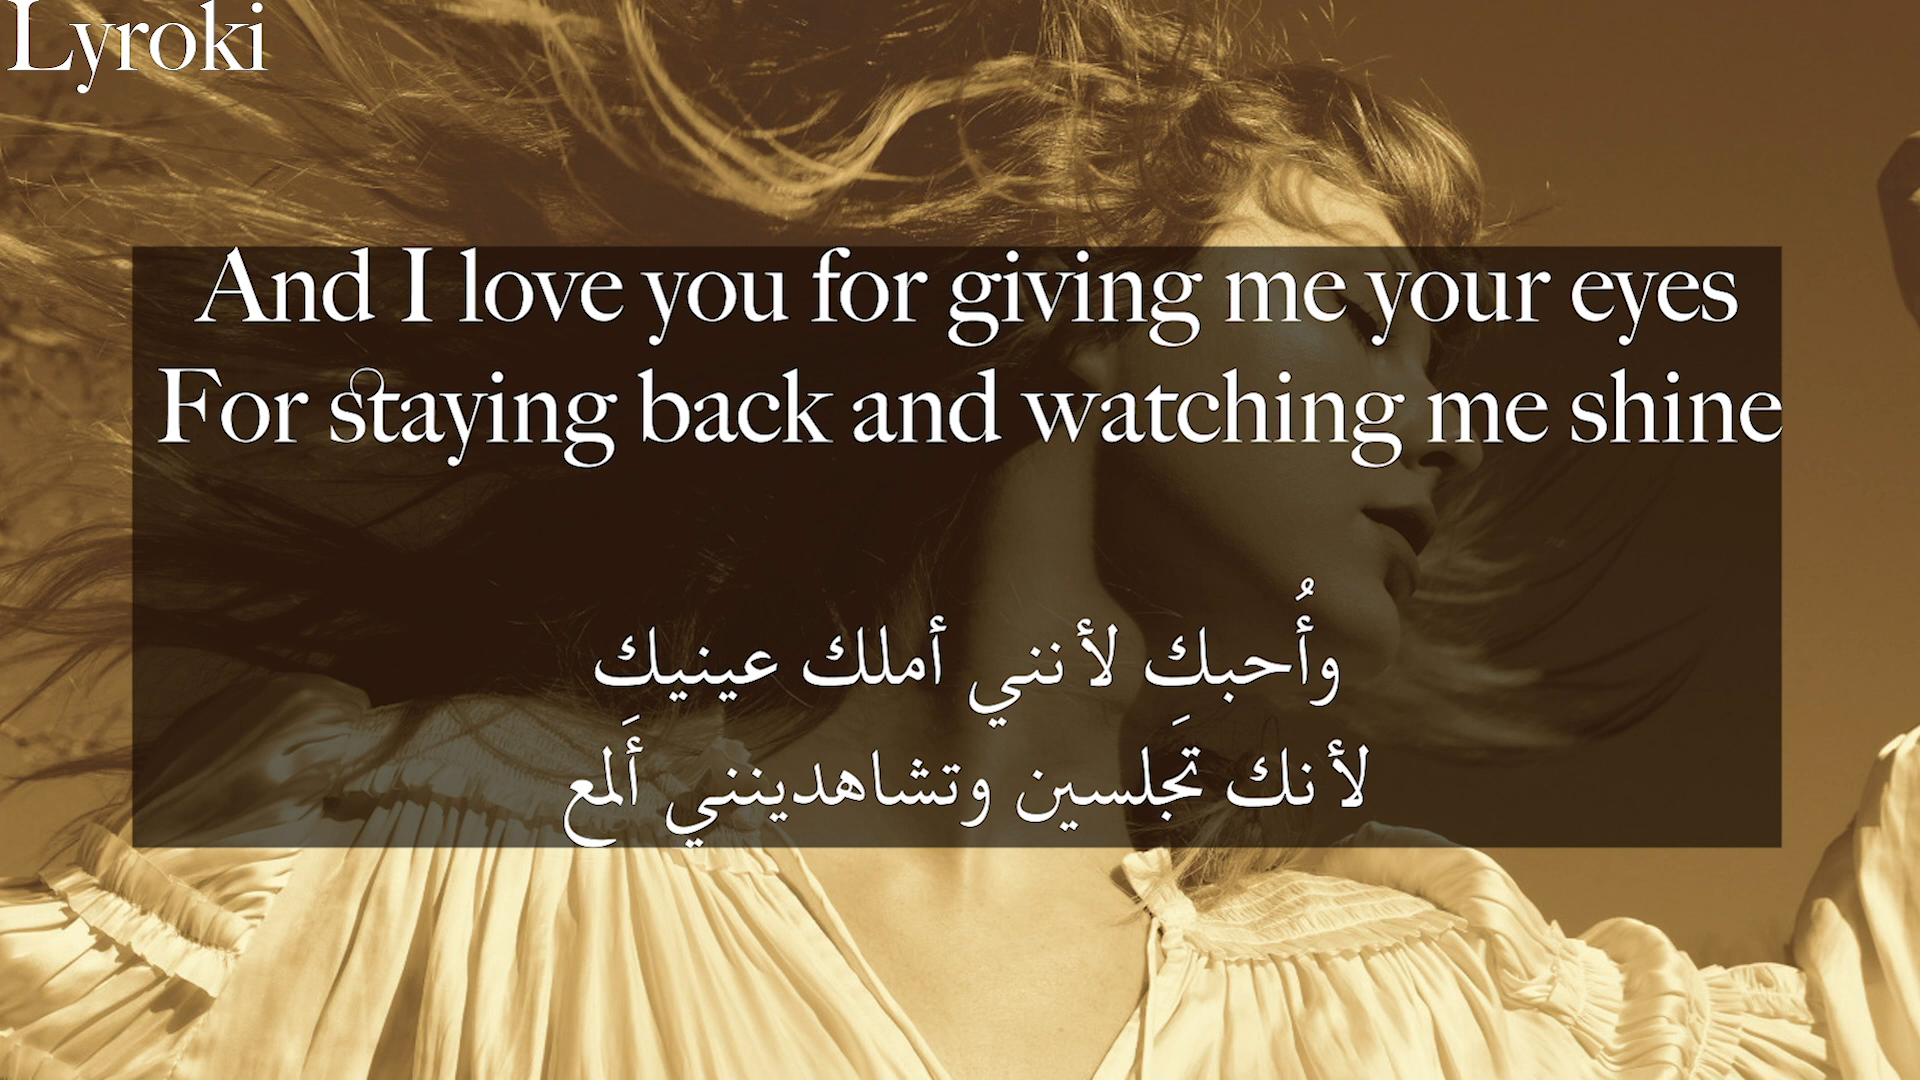 Lyroki
And I love you for giving me your eyes
For staying back and watching me shine
وأُحبك لأنني أملك عينيك
لأنك تجَلسين وتشاهدينني ألمَع